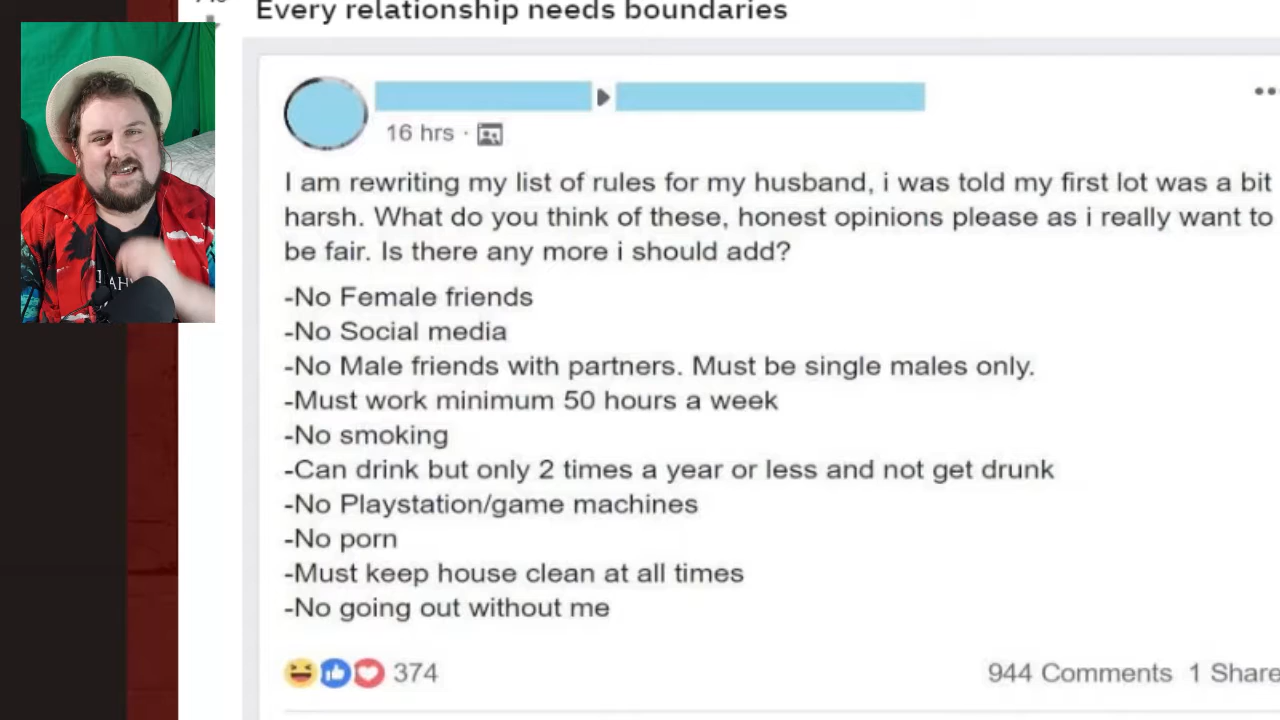 Every relationship needs boundaries
16 hrs ·
I am rewriting my list of rules for my husband, i was told my first lot was a bit
harsh. What do you think of these, honest opinions please as i really want to
be fair. Is there any more i should add?
-No Female friends
-No Social media
-No Male friends with partners. Must be single males only.
-Must work minimum 50 hours a week
-No smoking
-Can drink but only 2 times a year or less and not get drunk
-No Playstation/game machines
-No porn
-Must keep house clean at all times
-No going out without me
374
944 Comments 1 Share